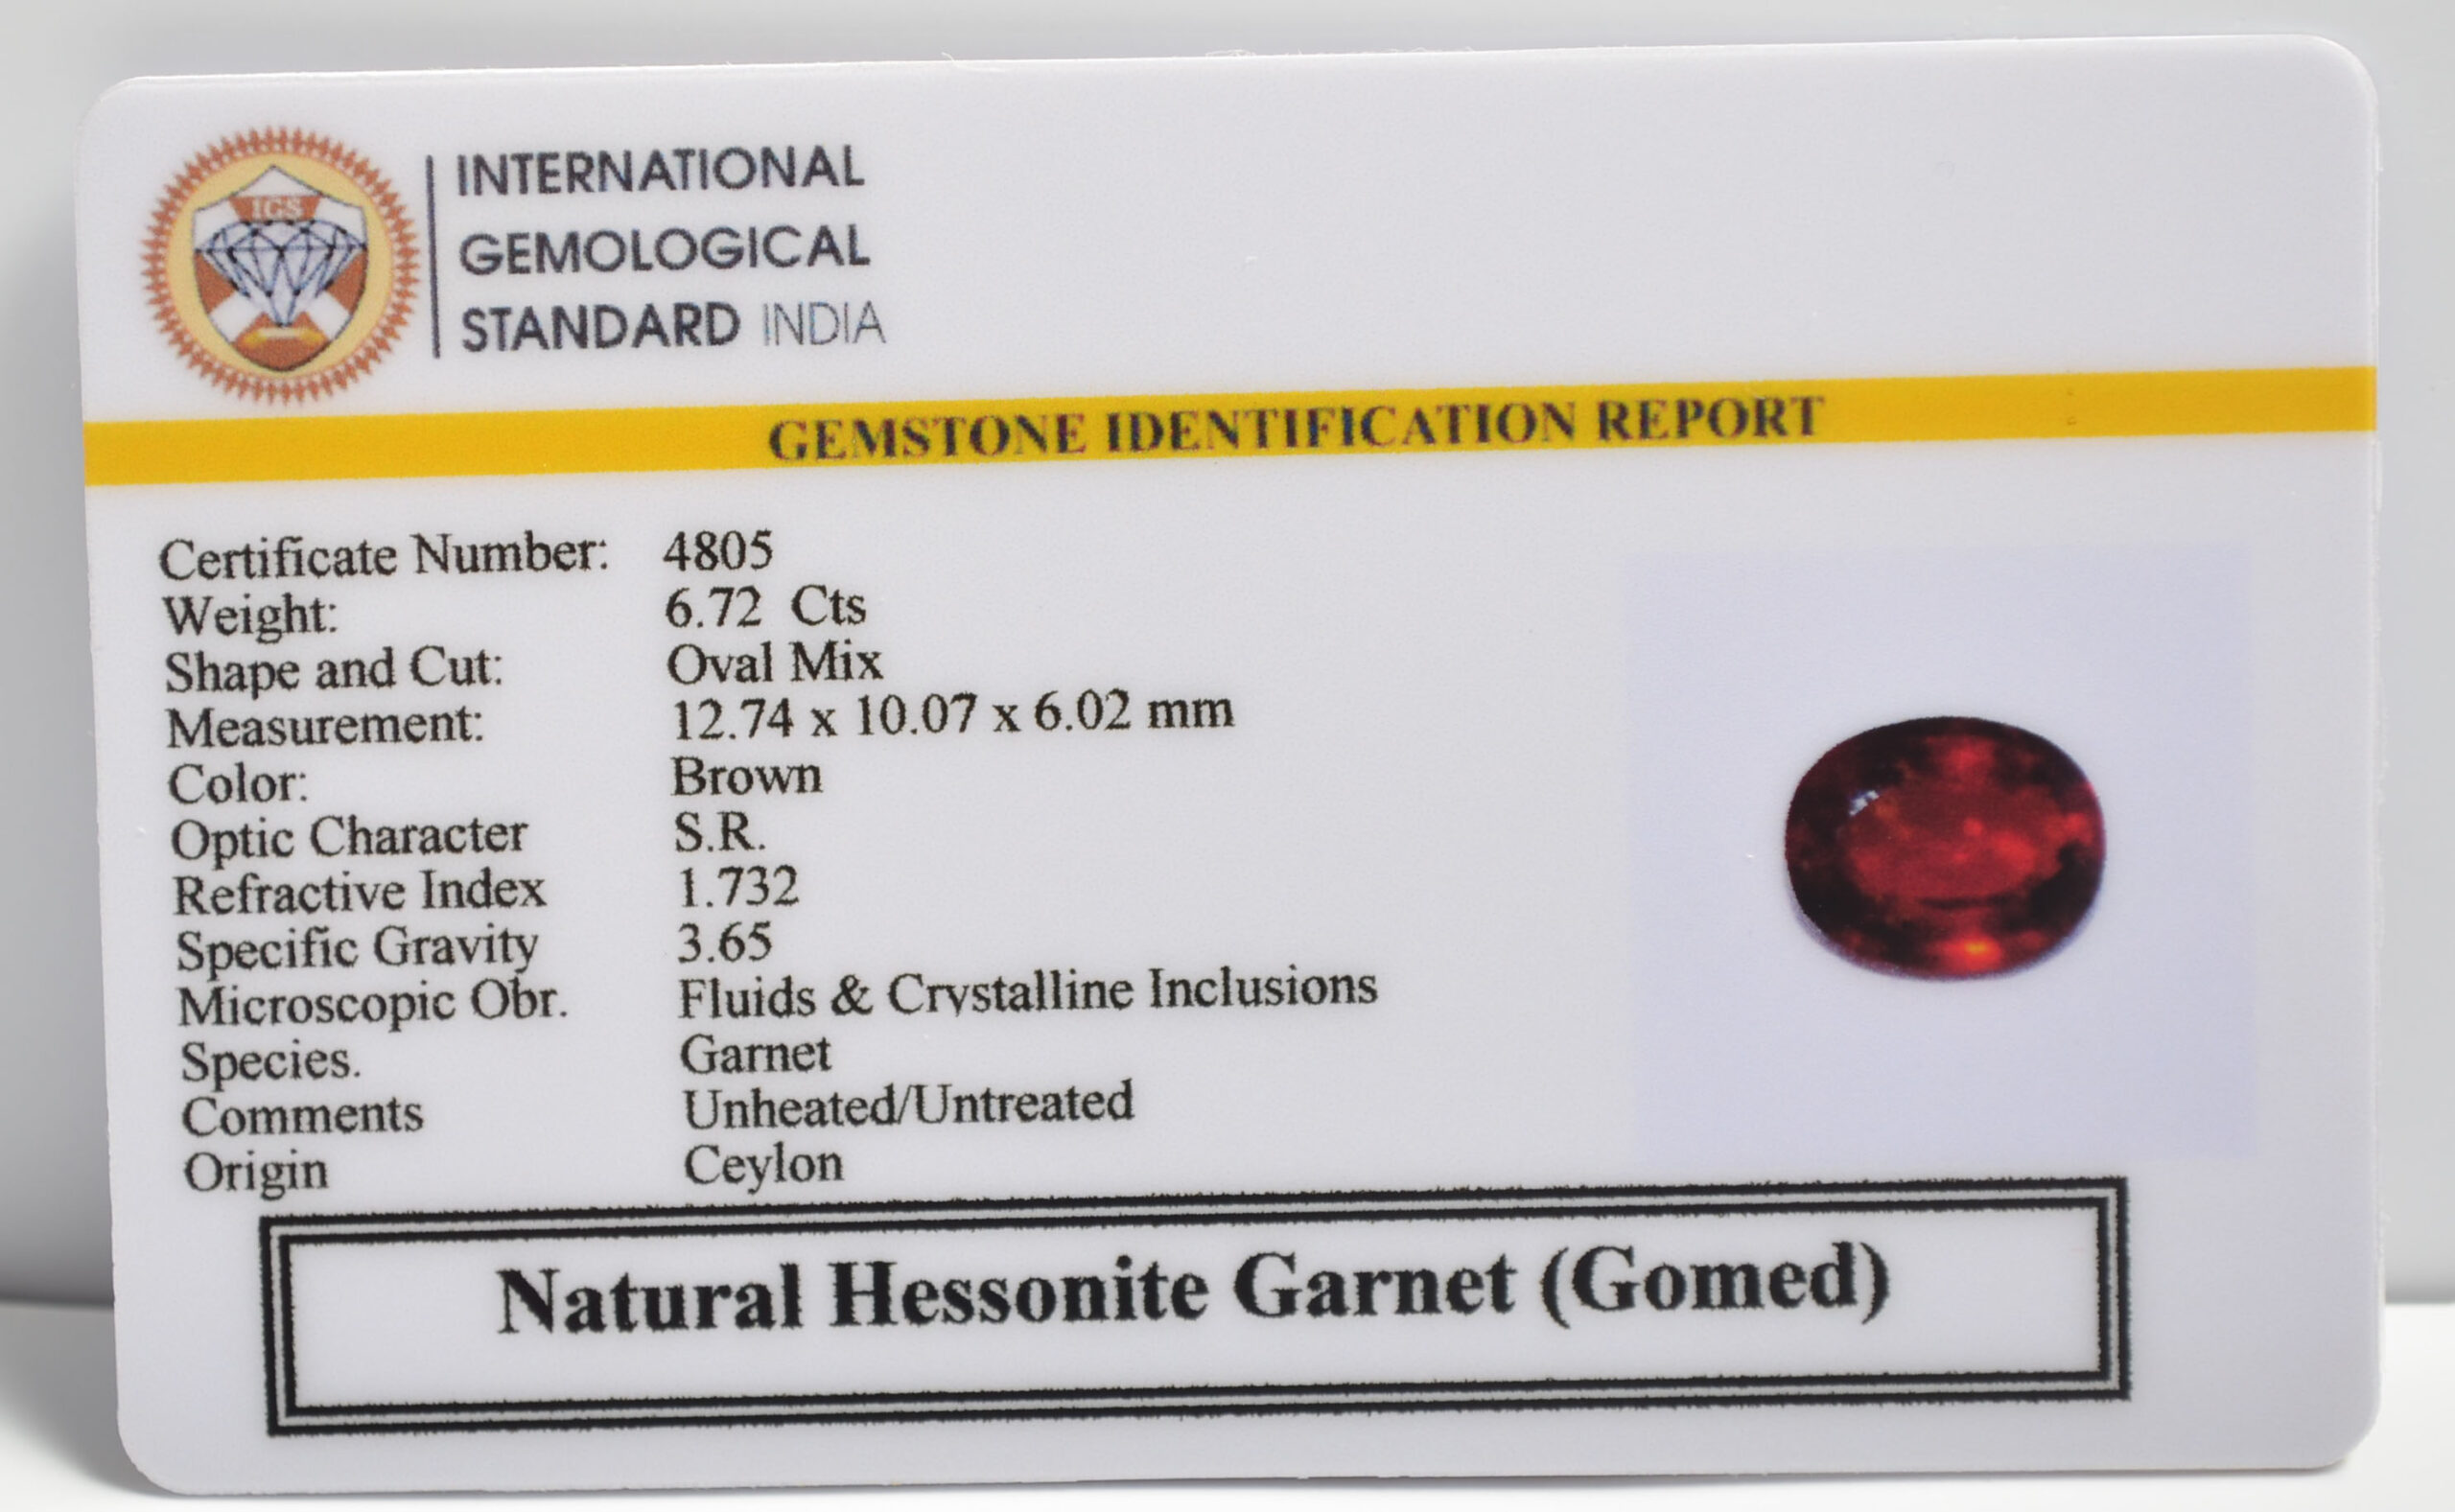 IGS
INTERNATIONAL
GEMOLOGICAL
STANDARD INDIA
GEMSTONE IDENTIFICATION REPORT
Certificate Number: 4805
Weight: 6.72 Cts
Shape and Cut: Oval Mix
Measurement: 12.74 x 10.07 x 6.02 mm
Color: Brown
Optic Character S.R.
Refractive Index 1.732
Specific Gravity 3.65
Microscopic Obr. Fluids & Crystalline Inclusions
Species. Garnet
Comments Unheated/Untreated
Origin Ceylon
Natural Hessonite Garnet (Gomed)